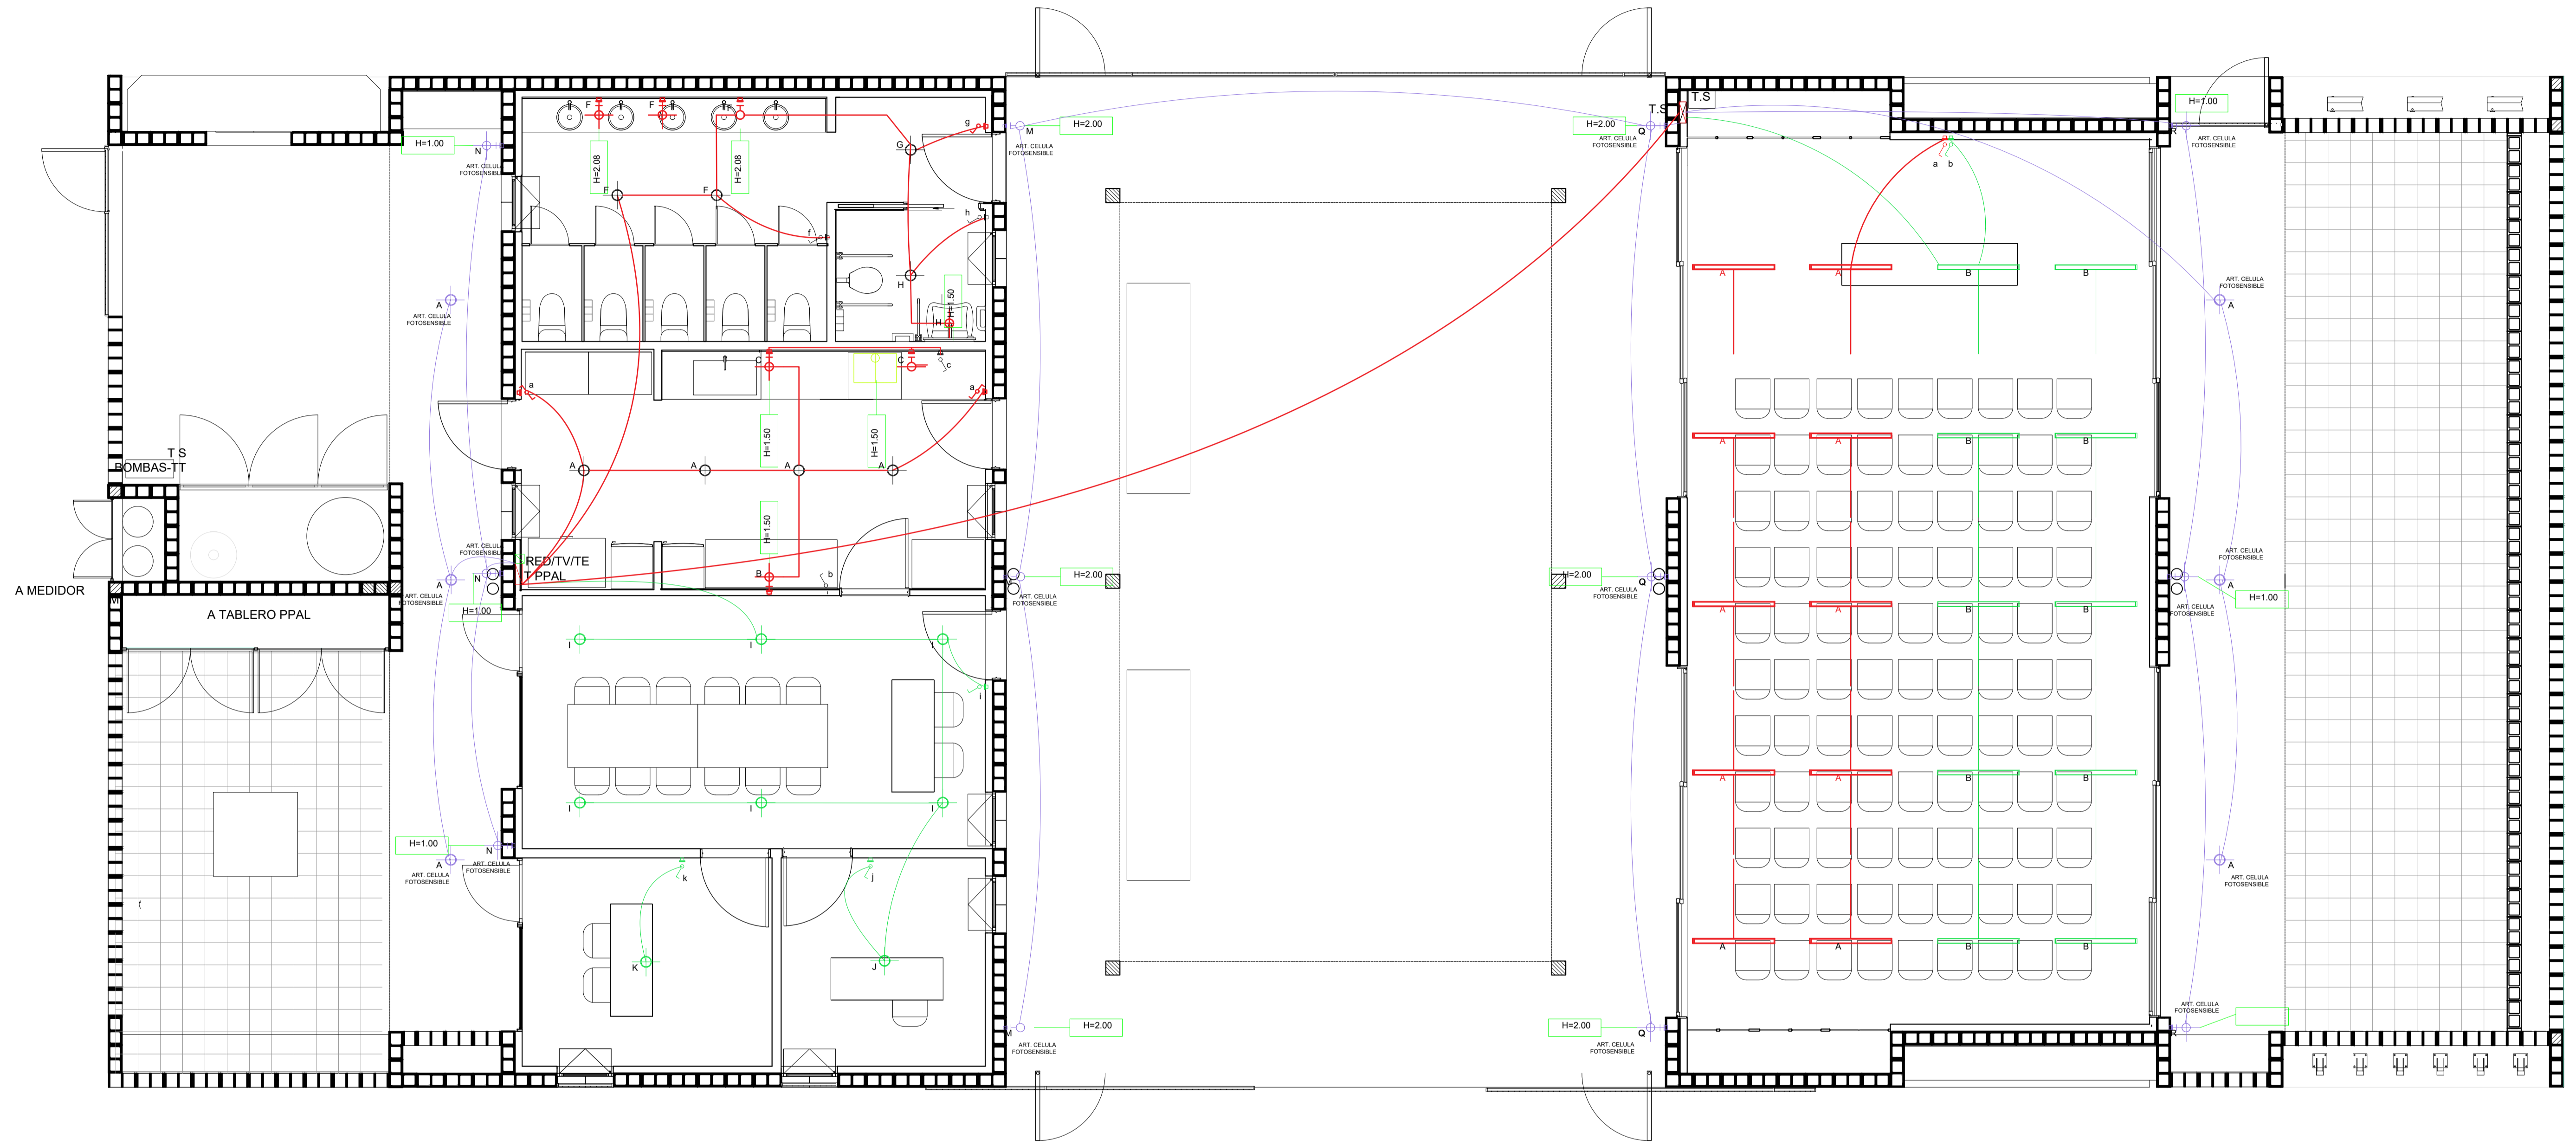 T.S
T.S
H=1.00
F
F
F
g
M
H=2.00
H=2.00
Q
R
H=1.00
N
ART. CELULA
FOTOSENSIBLE
G
ART. CELULA
FOTOSENSIBLE
ART. CELULA
FOTOSENSIBLE
ART. CELULA
FOTOSENSIBLE
a
b
H=2.08
H=2.08
F
F
h
f
A
ART. CELULA
FOTOSENSIBLE
H
H=1.50
H
A
A
B
B
ART. CELULA
FOTOSENSIBLE
A
C
C
c
a
a
H=1.50
H=1.50
A
A
A
A
A
A
B
B
T S
BOMBAS-TT
H=1.50
ART. CELULA
FOTOSENSIBLE
RED/TV/TE
T.PPAL
B
b
A
N
H=2.00
H=2.00
Q
ART. CELULA
FOTOSENSIBLE
A
A MEDIDOR
ART. CELULA
FOTOSENSIBLE
ART. CELULA
FOTOSENSIBLE
ART. CELULA
FOTOSENSIBLE
ART. CELULA
FOTOSENSIBLE
H=1.00
H=1.00
A TABLERO PPAL
A
A
B
B
I
I
I
i
A
A
B
B
I
I
I
H=1.00
N
A
ART. CELULA
FOTOSENSIBLE
ART. CELULA
FOTOSENSIBLE
k
j
A
ART. CELULA
FOTOSENSIBLE
A
A
B
B
K
J
M
H=2.00
H=2.00
Q
R
ART. CELULA
FOTOSENSIBLE
ART. CELULA
FOTOSENSIBLE
ART. CELULA
FOTOSENSIBLE